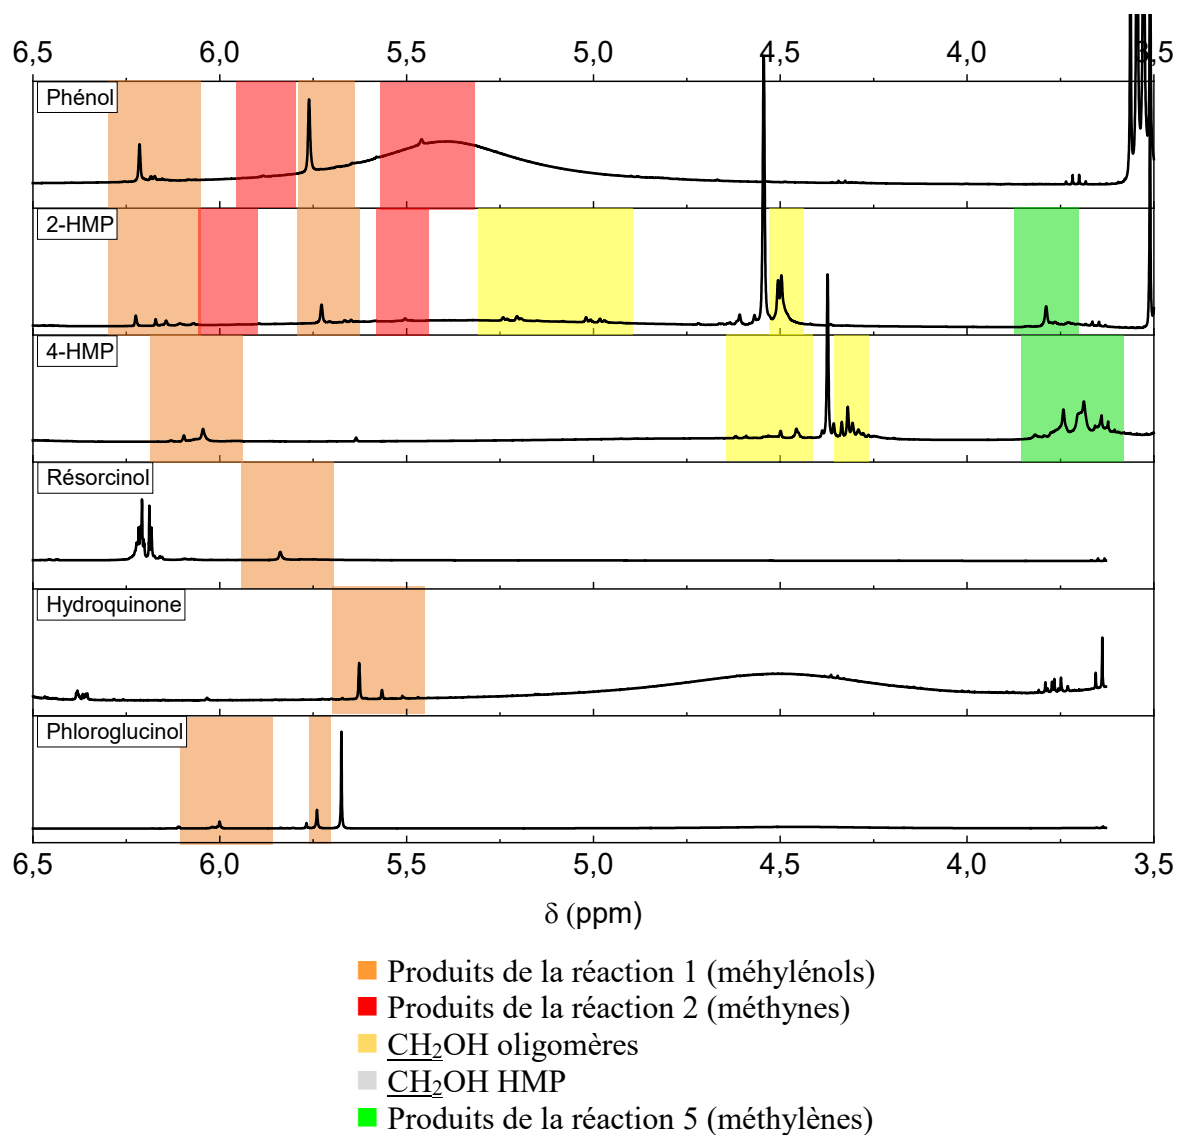 6,5 6,0 5,5 5,0 4,5 4,0 3,5
Phénol
2-HMP
4-HMP
Résorcinol
Hydroquinone
Phloroglucinol
6,5 6,0 5,5 5,0 4,5 4,0 3,5
δ (ppm)
Produits de la réaction 1 (méhylénols)
Produits de la réaction 2 (méthynes)
CH₂OH oligomères
CH₂OH HMP
Produits de la réaction 5 (méthylènes)